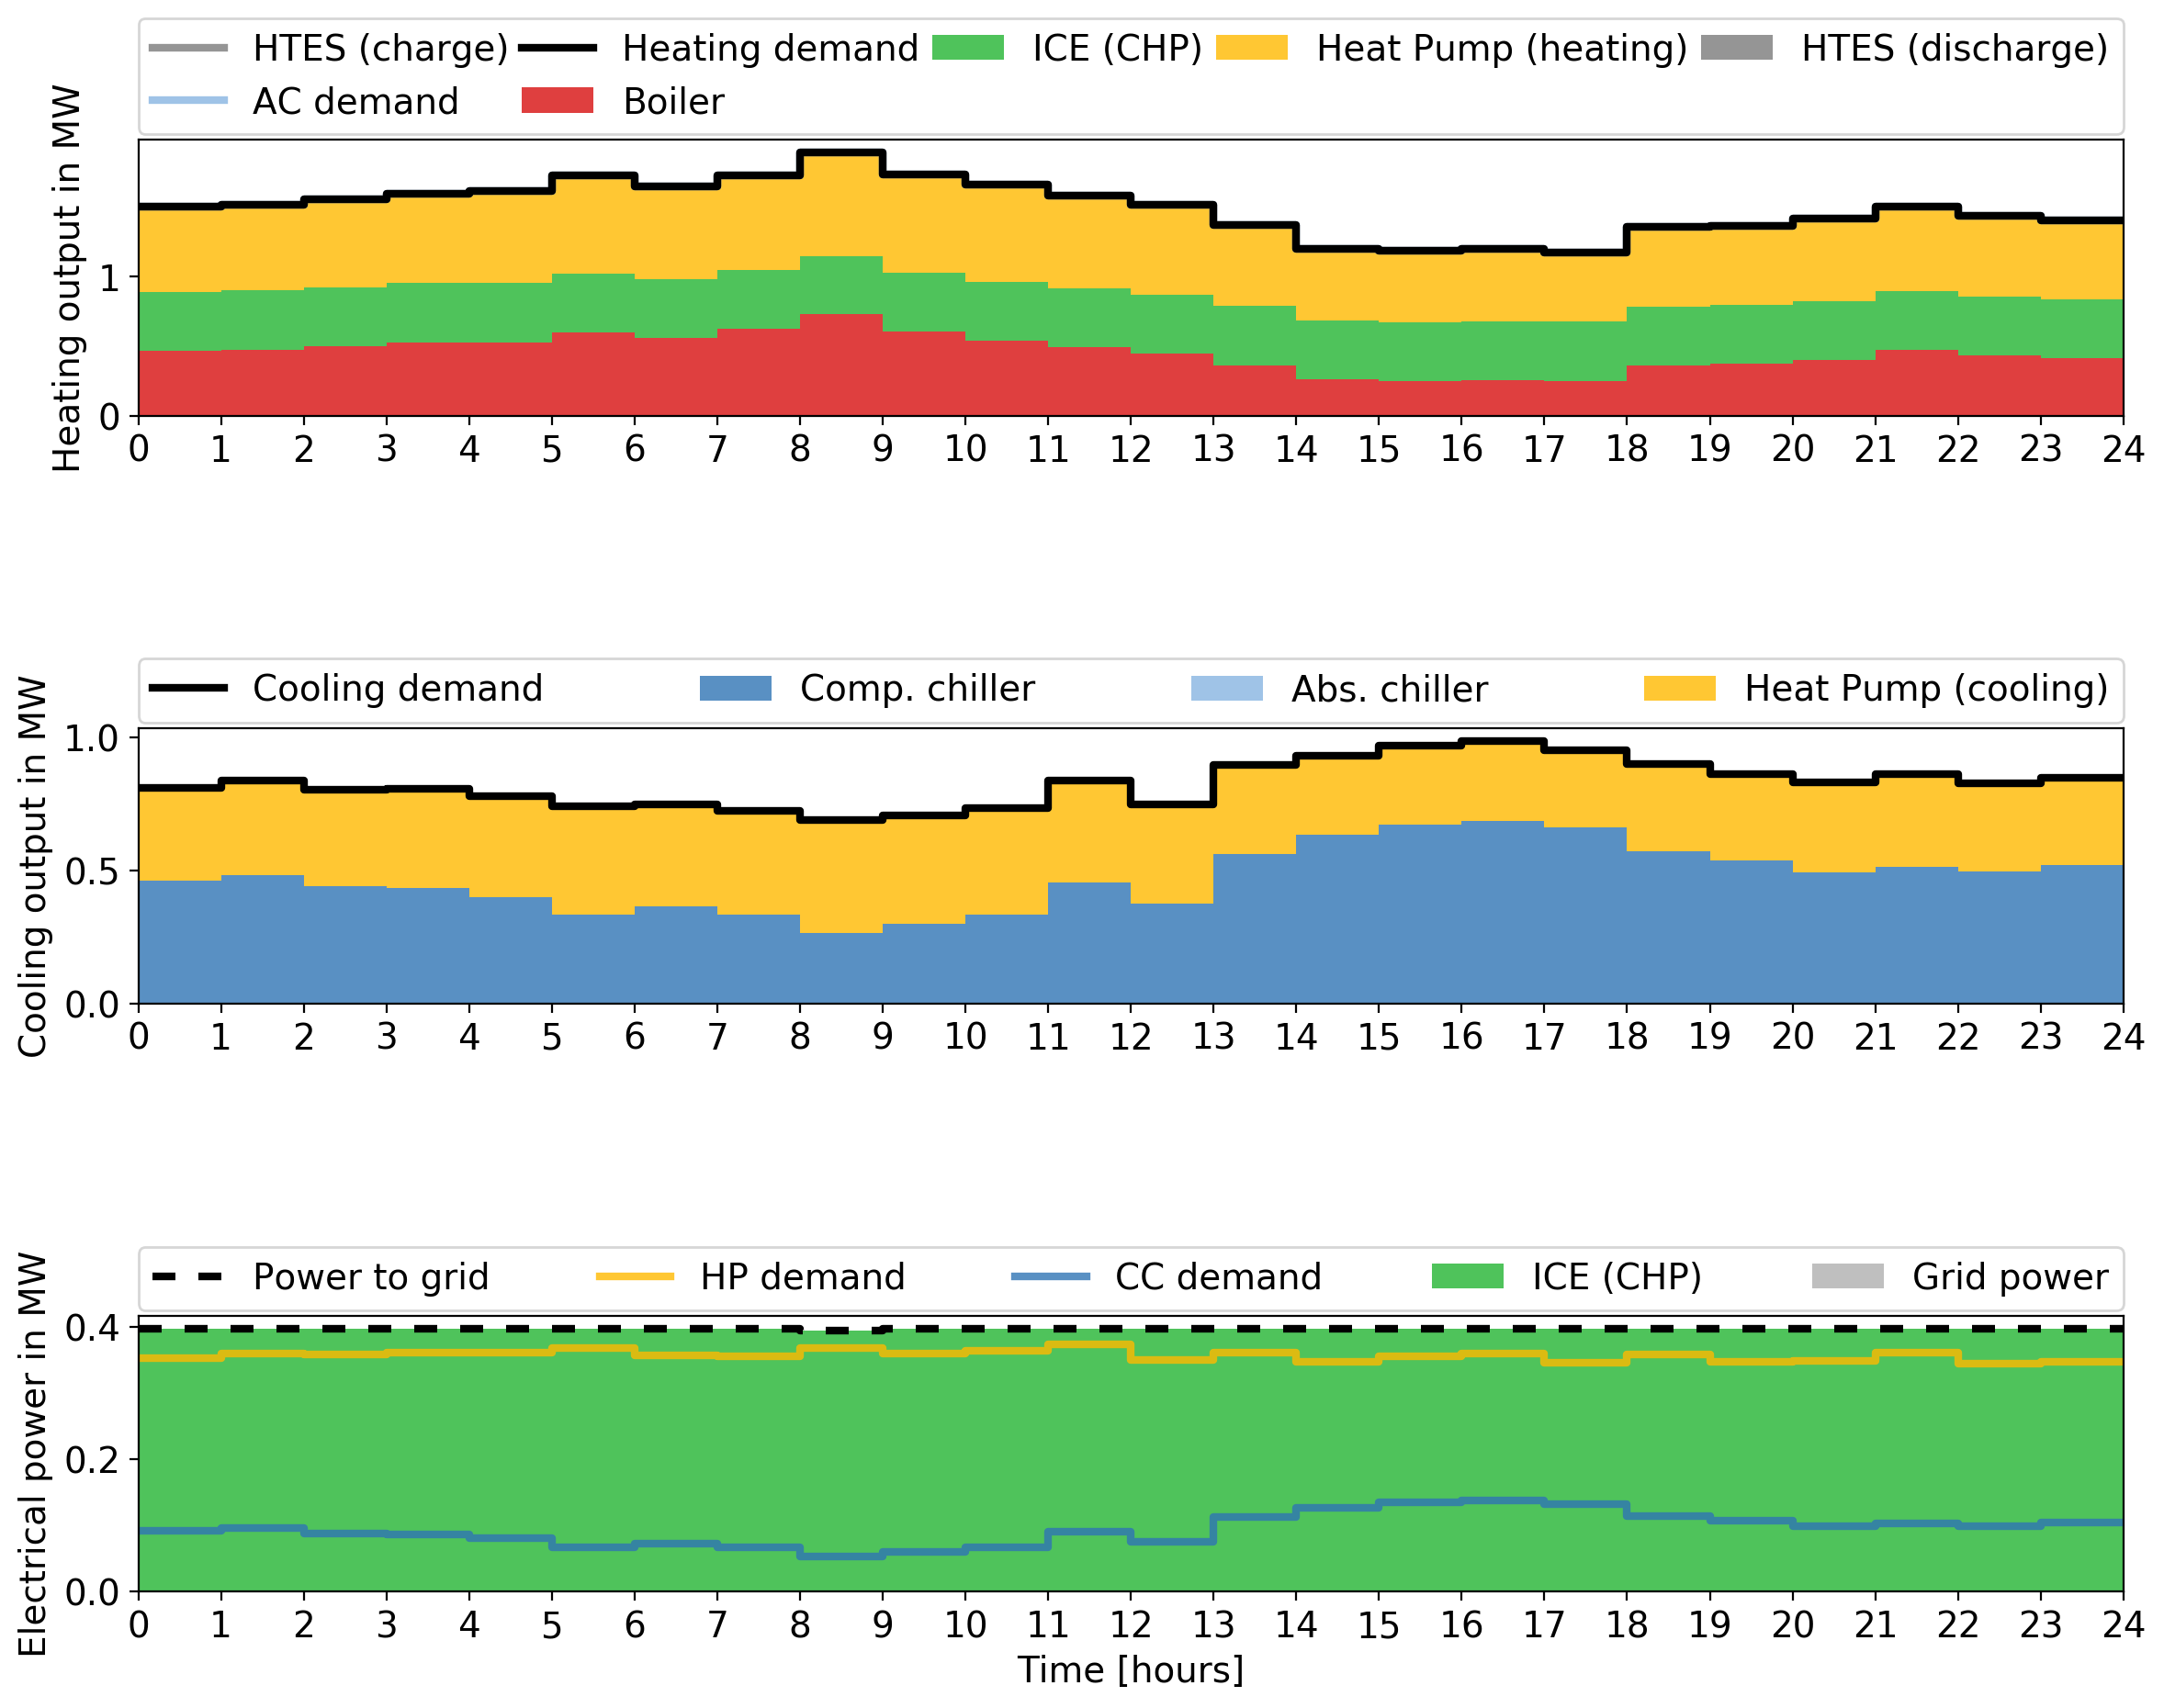 HTES (charge) Heating demand ICE (CHP) Heat Pump (heating) HTES (discharge)
AC demand Boiler
Heating output in MW
1
0
0 1 2 3 4 5 6 7 8 9 10 11 12 13 14 15 16 17 18 19 20 21 22 23 24
Cooling demand Comp. chiller Abs. chiller Heat Pump (cooling)
Cooling output in MW
1.0
0.5
0.0
0 1 2 3 4 5 6 7 8 9 10 11 12 13 14 15 16 17 18 19 20 21 22 23 24
Power to grid HP demand CC demand ICE (CHP) Grid power
Electrical power in MW
0.4
0.2
0.0
0 1 2 3 4 5 6 7 8 9 10 11 12 13 14 15 16 17 18 19 20 21 22 23 24
Time [hours]